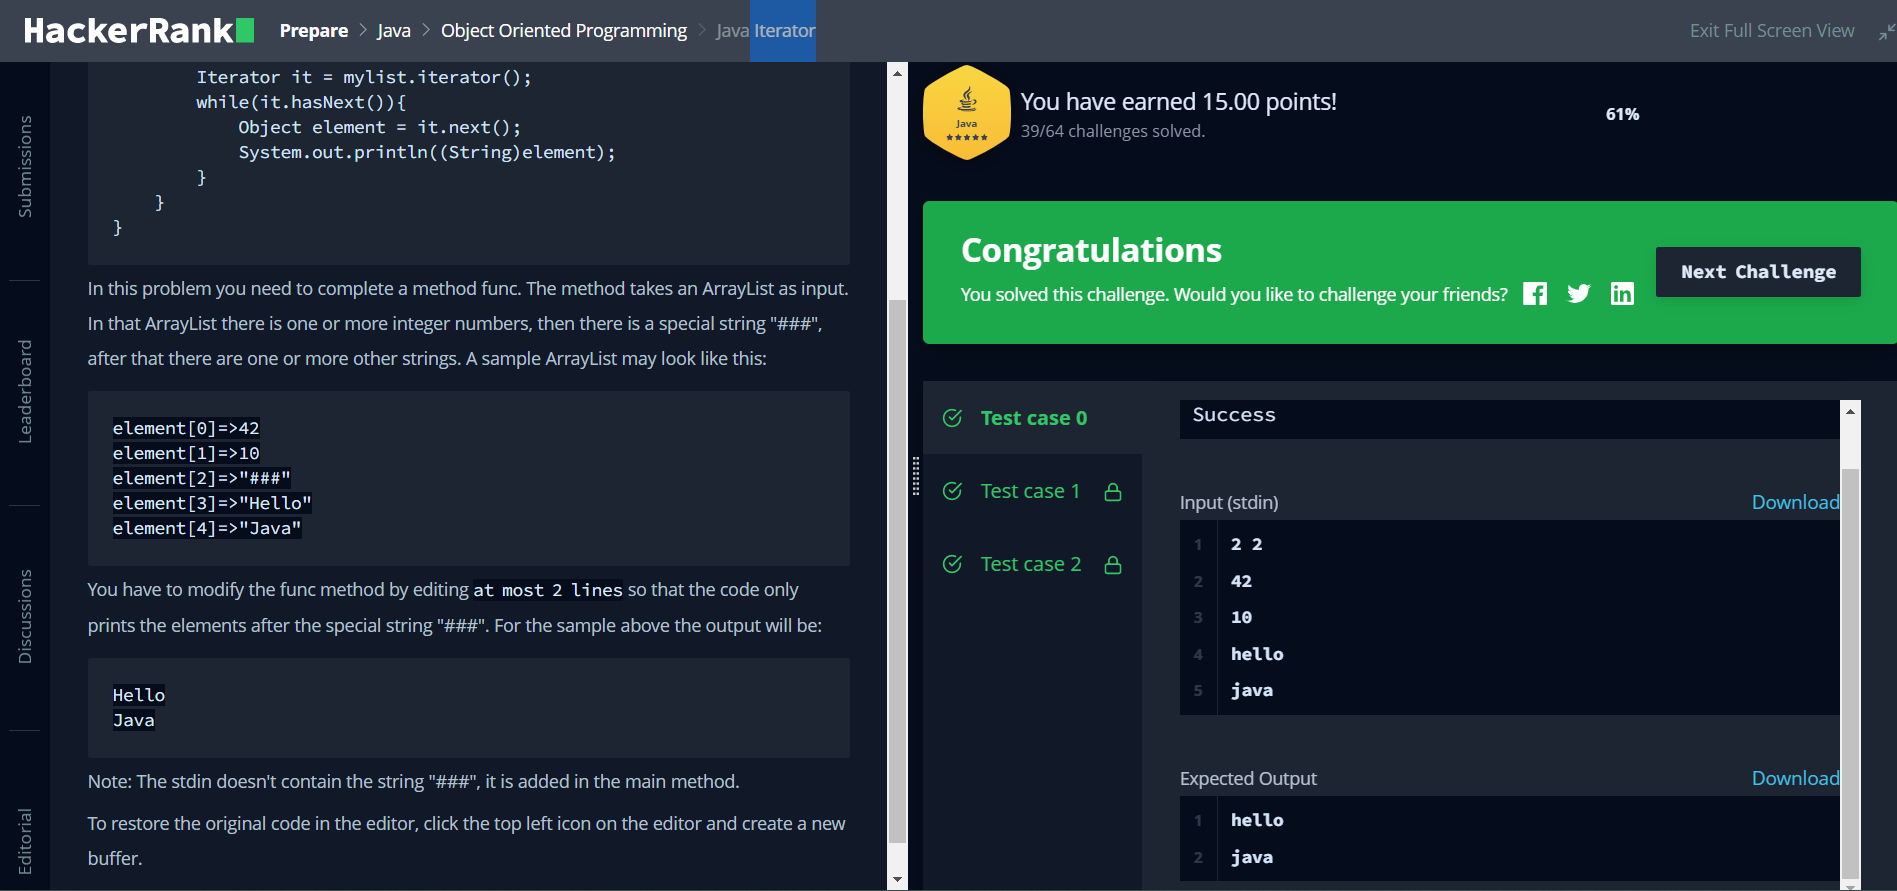 HackerRank
Prepare > Java > Object Oriented Programming > Java Iterator
Exit Full Screen View
Submissions
Leaderboard
Discussions
Editorial
Iterator it = mylist.iterator();
while(it.hasNext()){
Object element = it.next();
System.out.println((String)element);
}
}
}
In this problem you need to complete a method func. The method takes an ArrayList as input.
In that ArrayList there is one or more integer numbers, then there is a special string "###",
after that there are one or more other strings. A sample ArrayList may look like this:
element[0]=>42
element[1]=>10
element[2]=>"###"
element[3]=>"Hello"
element[4]=>"Java"
You have to modify the func method by editing at most 2 lines so that the code only
prints the elements after the special string "###". For the sample above the output will be:
Hello
Java
Note: The stdin doesn't contain the string "###", it is added in the main method.
To restore the original code in the editor, click the top left icon on the editor and create a new
buffer.
Java
You have earned 15.00 points!
39/64 challenges solved.
61%
Congratulations
You solved this challenge. Would you like to challenge your friends?
Next Challenge
Test case 0
Test case 1
Test case 2
Success
Input (stdin)
Download
1 2 2
2 42
3 10
4 hello
5 java
Expected Output
Download
1 hello
2 java